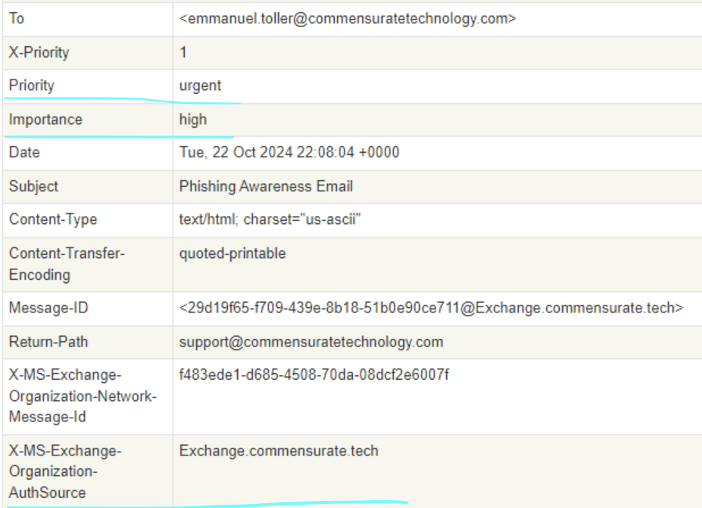 To <emmanuel.toller@commensuratetechnology.com>
X-Priority 1
Priority urgent
Importance high
Date Tue, 22 Oct 2024 22:08:04 +0000
Subject Phishing Awareness Email
Content-Type text/html; charset="us-ascii"
Content-Transfer- quoted-printable
Encoding
Message-ID <29d19f65-f709-439e-8b18-51b0e90ce711@Exchange.commensurate.tech>
Return-Path support@commensuratetechnology.com
X-MS-Exchange- f483ede1-d685-4508-70da-08dcf2e6007f
Organization-Network-
Message-Id
X-MS-Exchange- Exchange.commensurate.tech
Organization-
AuthSource